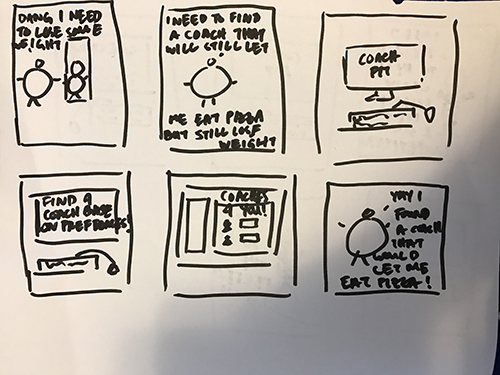 DANG I NEED
TO LOSE SOME
WEIGHT
I NEED TO FIND
A COACH THAT
WILL STILL LET
ME EAT PIZZA
BUT STILL LOSE
WEIGHT
COACH
FIT
FIND A
COACH BASE
ON PREFERENCES!
COACHES
4 YOU!
YAY I
FOUND
A COACH
THAT
WOULD
LET ME
EAT PIZZA!